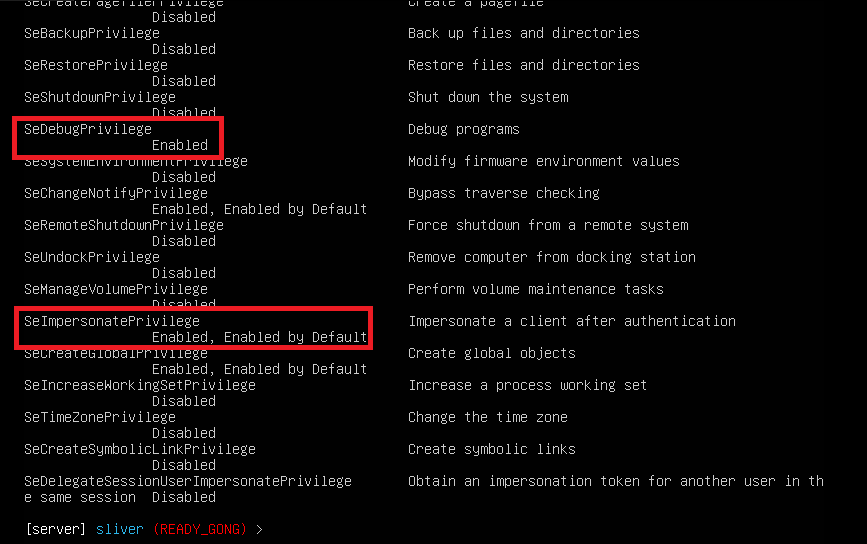 SeCreatePagefilePrivilege Create a pagefile
Disabled
SeBackupPrivilege Back up files and directories
Disabled
SeRestorePrivilege Restore files and directories
Disabled
SeShutdownPrivilege Shut down the system
Disabled
SeDebugPrivilege Debug programs
Enabled
SeSystemEnvironmentPrivilege Modify firmware environment values
Disabled
SeChangeNotifyPrivilege Bypass traverse checking
Enabled, Enabled by Default
SeRemoteShutdownPrivilege Force shutdown from a remote system
Disabled
SeUndockPrivilege Remove computer from docking station
Disabled
SeManageVolumePrivilege Perform volume maintenance tasks
Disabled
SeImpersonatePrivilege Impersonate a client after authentication
Enabled, Enabled by Default
SeCreateGlobalPrivilege Create global objects
Enabled, Enabled by Default
SeIncreaseWorkingSetPrivilege Increase a process working set
Disabled
SeTimeZonePrivilege Change the time zone
Disabled
SeCreateSymbolicLinkPrivilege Create symbolic links
Disabled
SeDelegateSessionUserImpersonatePrivilege Obtain an impersonation token for another user in th
e same session Disabled
[server] sliver (READY_GONG) >